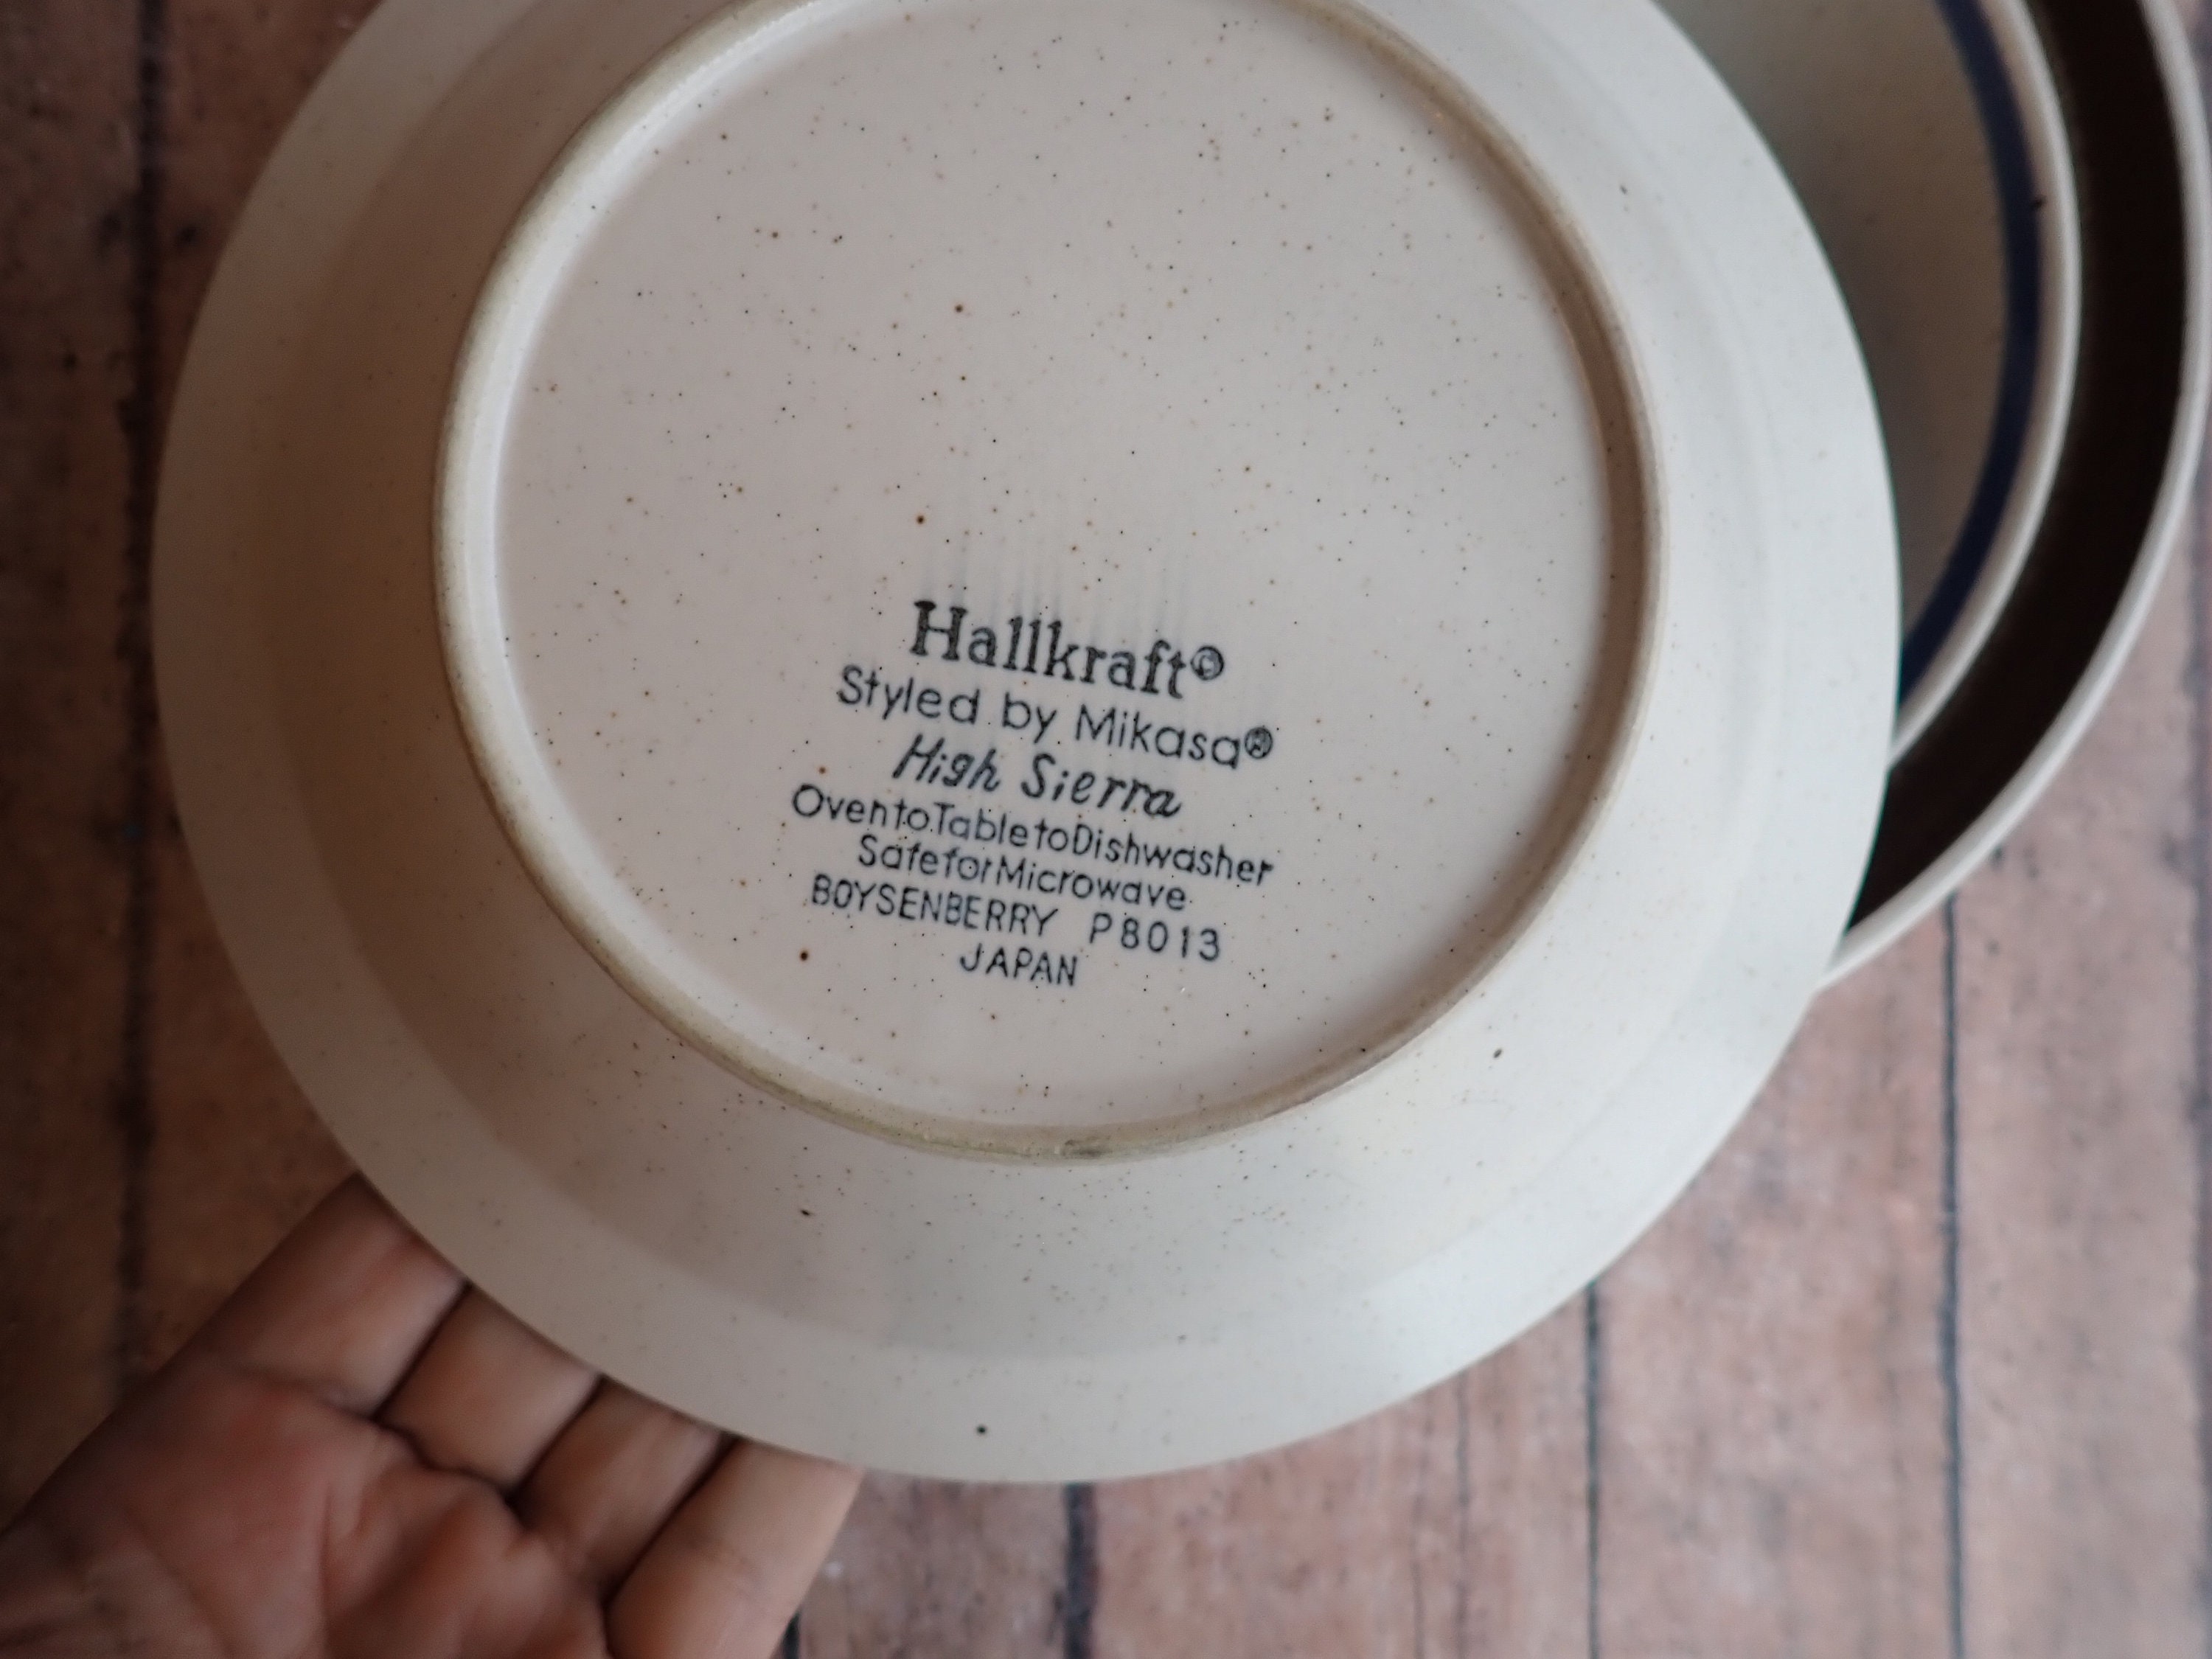 Hallkraft®
Styled by Mikasa®
High Sierra
OventoTabletoDishwasher
SafeforMicrowave
BOYSENBERRY P8013
JAPAN